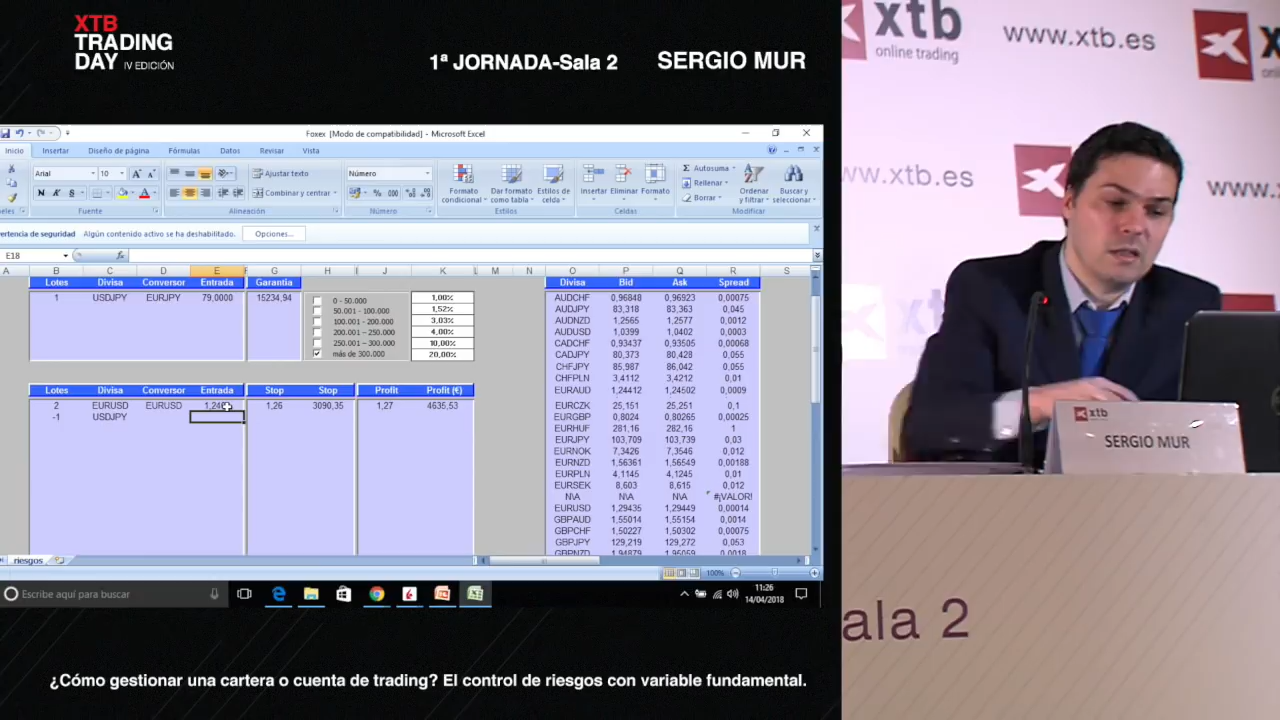 XTB
TRADING
DAY IV EDICIÓN
1ª JORNADA-Sala 2 SERGIO MUR
xtb
online trading
www.xtb.es
Foxex [Modo de compatibilidad] - Microsoft Excel
Inicio Insertar Diseño de página Fórmulas Datos Revisar Vista
Arial 10 Ajustar texto Número
N K S Combinar y centrar
Formato condicional Dar formato como tabla Estilos de celda
Insertar Eliminar Formato
Autosuma
Rellenar
Borrar
Ordenar y filtrar Buscar y seleccionar
Fuente Alineación Número Estilos Celdas Modificar
Algún contenido activo se ha deshabilitado. Opciones...
E18 fx
A B C D E F G H I J K L M N O P Q R S
Lotes Divisa Conversor Entrada Garantía
1 USDJPY EURJPY 79,0000 15234,94
0 - 50.000 1,00%
50.001 - 100.000 1,52%
100.001 - 200.000 3,03%
200.001 – 250.000 4,00%
250.001 – 300.000 10,00%
más de 300.000 20,00%
Lotes Divisa Conversor Entrada Stop Stop Profit Profit (€)
2 EURUSD EURUSD 1,26 3090,35 1,27 4635,53
-1 USDJPY
Divisa Bid Ask Spread
AUDCHF 0,96848 0,96923 0,00075
AUDJPY 83,318 83,363 0,045
AUDNZD 1,2565 1,2577 0,0012
AUDUSD 1,0399 1,0402 0,0003
CADCHF 0,93437 0,93505 0,00068
CADJPY 80,373 80,428 0,055
CHFJPY 85,987 86,042 0,055
CHFPLN 3,4112 3,4212 0,01
EURAUD 1,24412 1,24502 0,0009
EURCZK 25,151 25,251 0,1
EURGBP 0,8024 0,80265 0,00025
EURHUF 281,16 282,16 1
EURJPY 103,709 103,739 0,03
EURNOK 7,3426 7,3546 0,012
EURNZD 1,56361 1,56549 0,00188
EURPLN 4,1145 4,1245 0,01
EURSEK 8,603 8,615 0,012
N\A N\A N\A #¡VALOR!
EURUSD 1,29435 1,29449 0,00014
GBPAUD 1,55014 1,55154 0,0014
GBPCHF 1,50227 1,50302 0,00075
GBPJPY 129,219 129,272 0,053
GBPNZD 1,94879 1,95059 0,0018
riesgos
100%
Escribe aquí para buscar
11:26
14/04/2018
xtb
SERGIO MUR
ala 2
¿Cómo gestionar una cartera o cuenta de trading? El control de riesgos con variable fundamental.